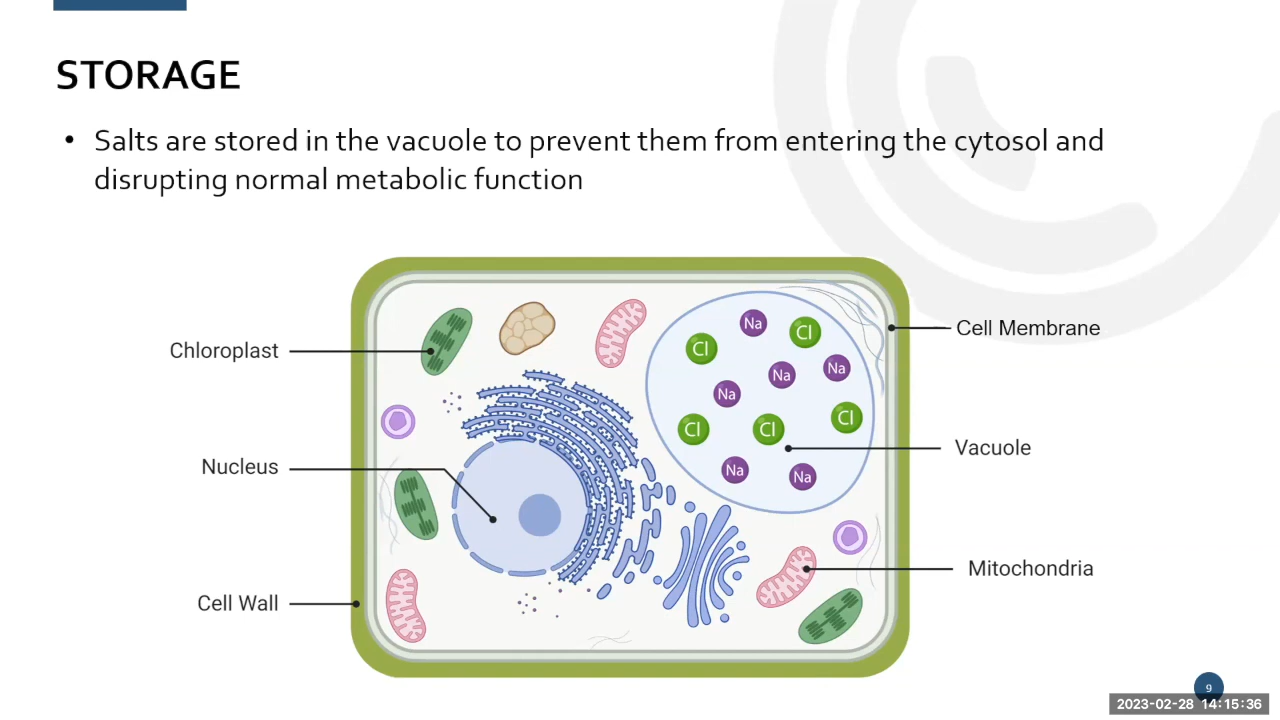 STORAGE
• Salts are stored in the vacuole to prevent them from entering the cytosol and
disrupting normal metabolic function
Na
Cl
Cl
Na
Na
Na
Cl
Cl
Cl
Na
Na
Chloroplast
Nucleus
Cell Wall
Cell Membrane
Vacuole
Mitochondria
9
2023-02-28 14:15:36